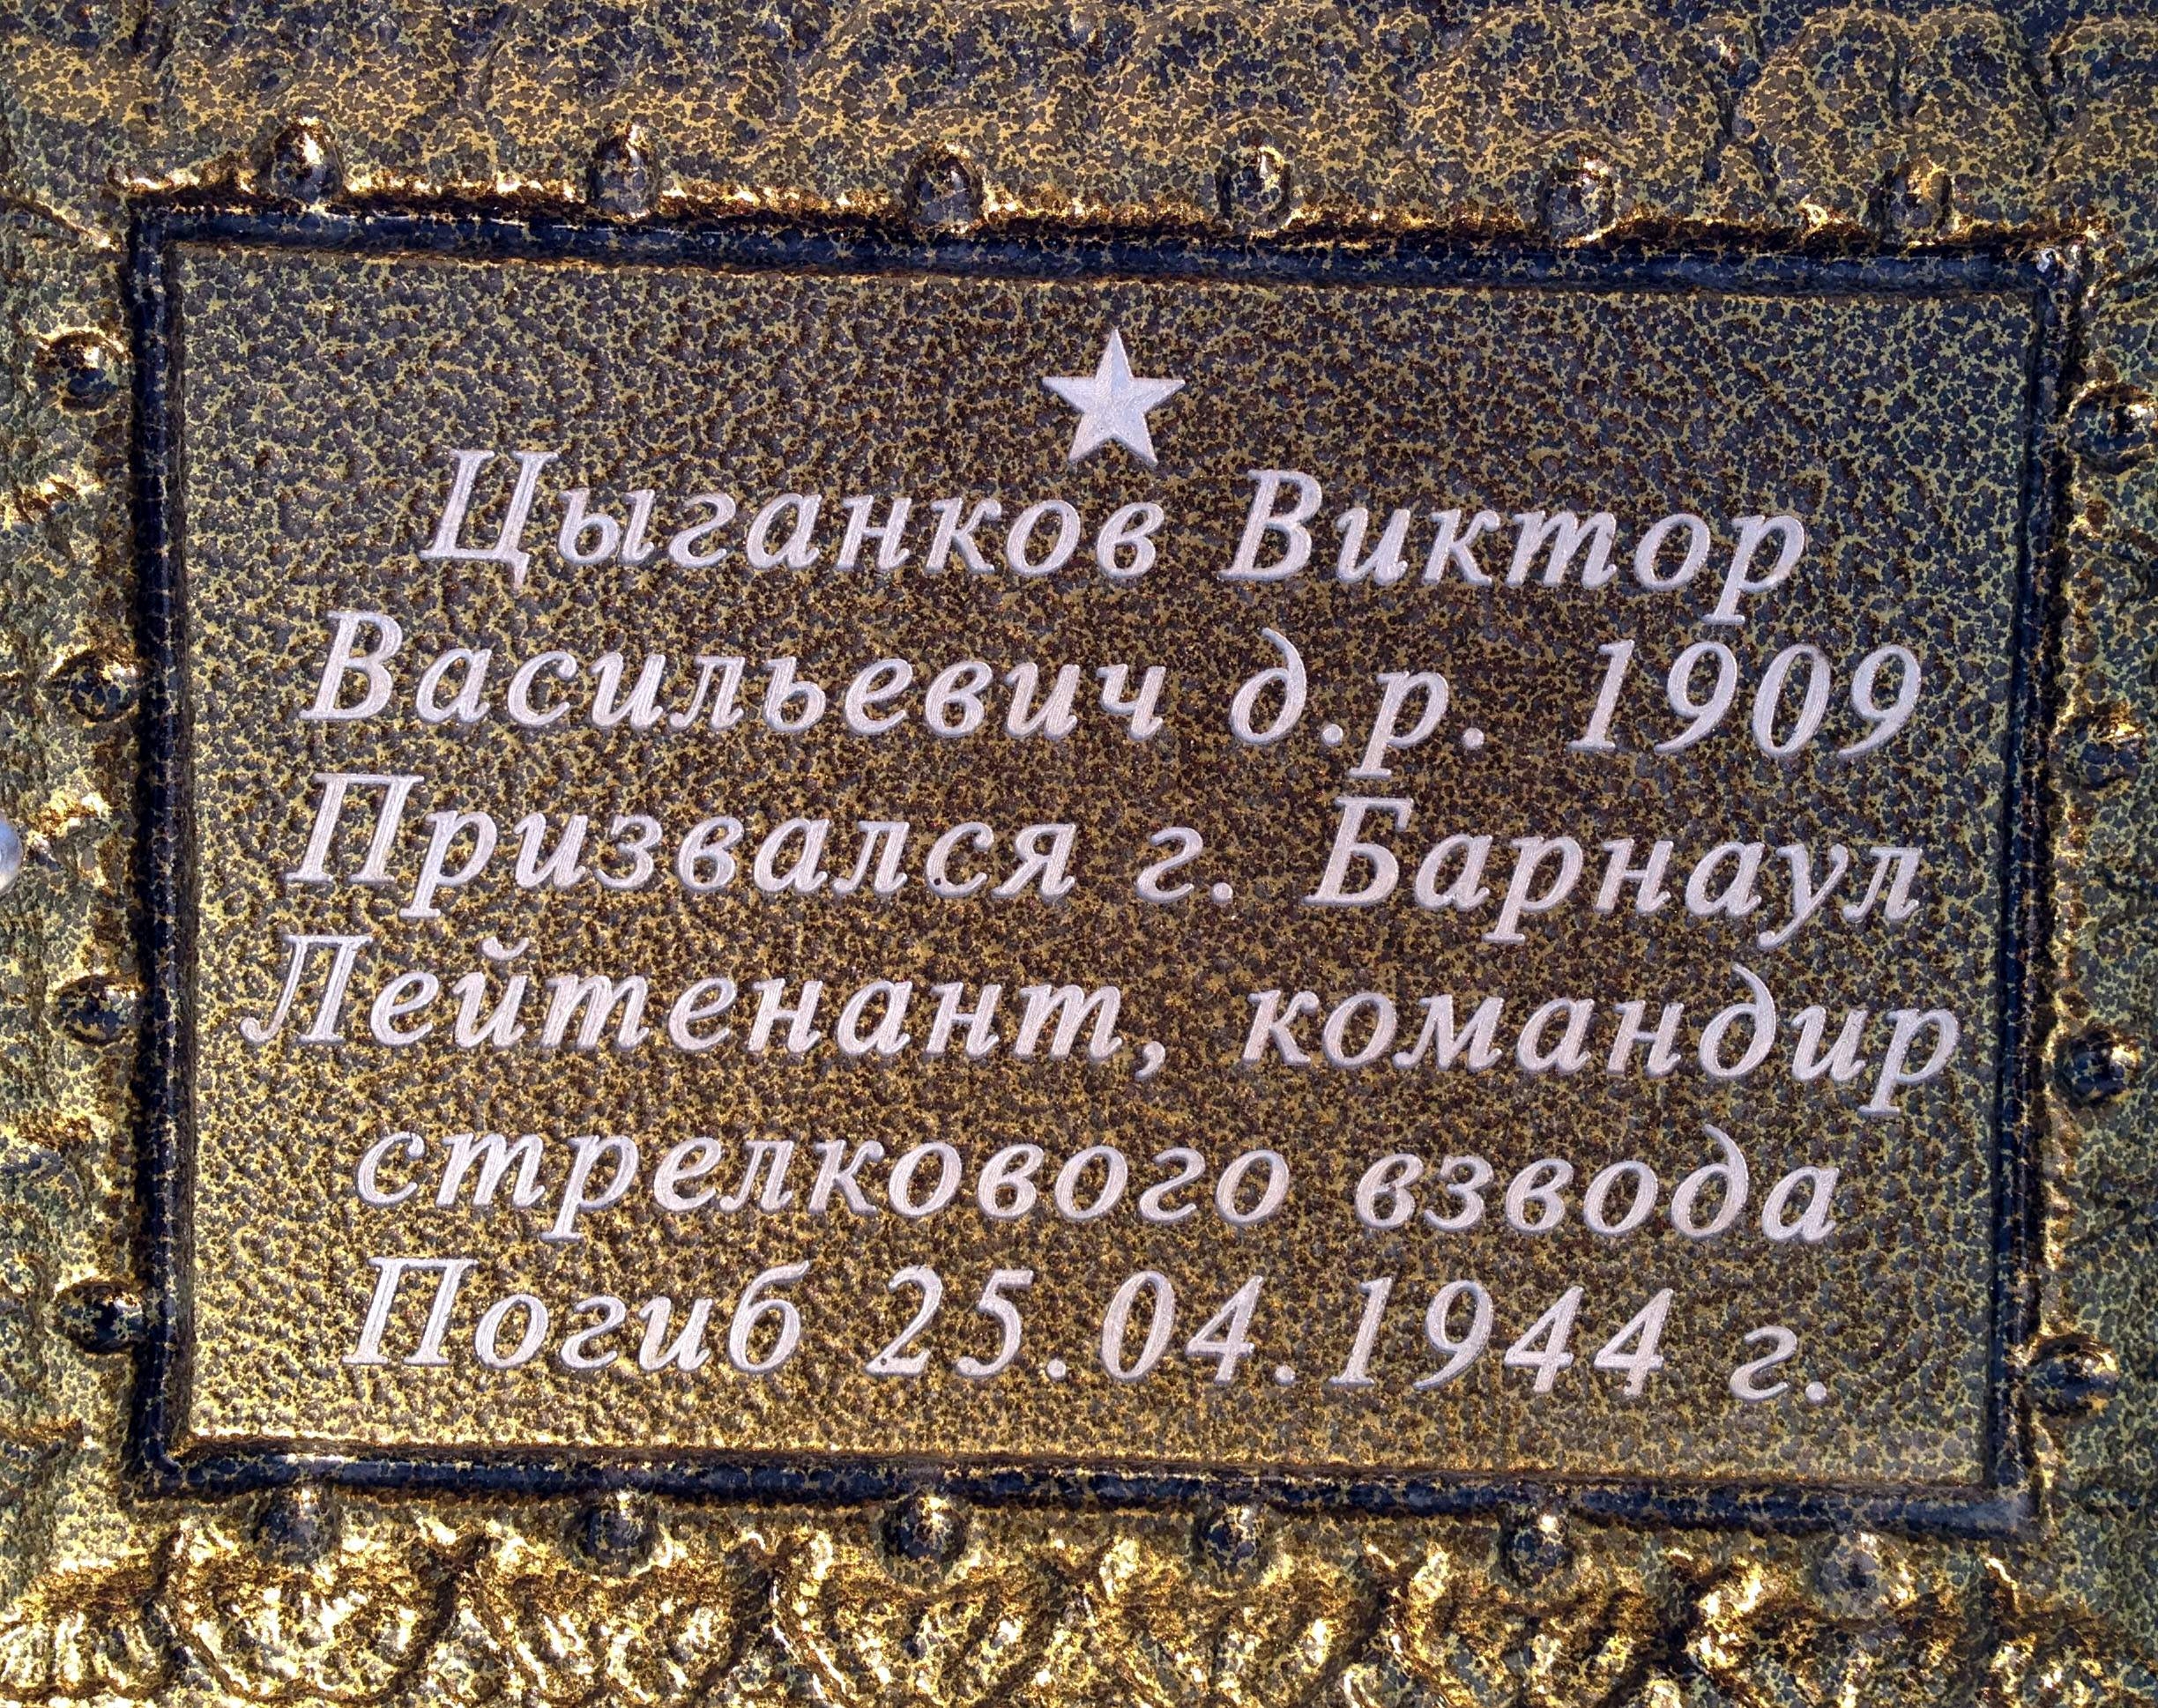 Цыганков Виктор
Васильевич д.р. 1909
Призвался г. Барнаул
Лейтенант, командир
стрелкового взвода
Погиб 25.04.1944 г.